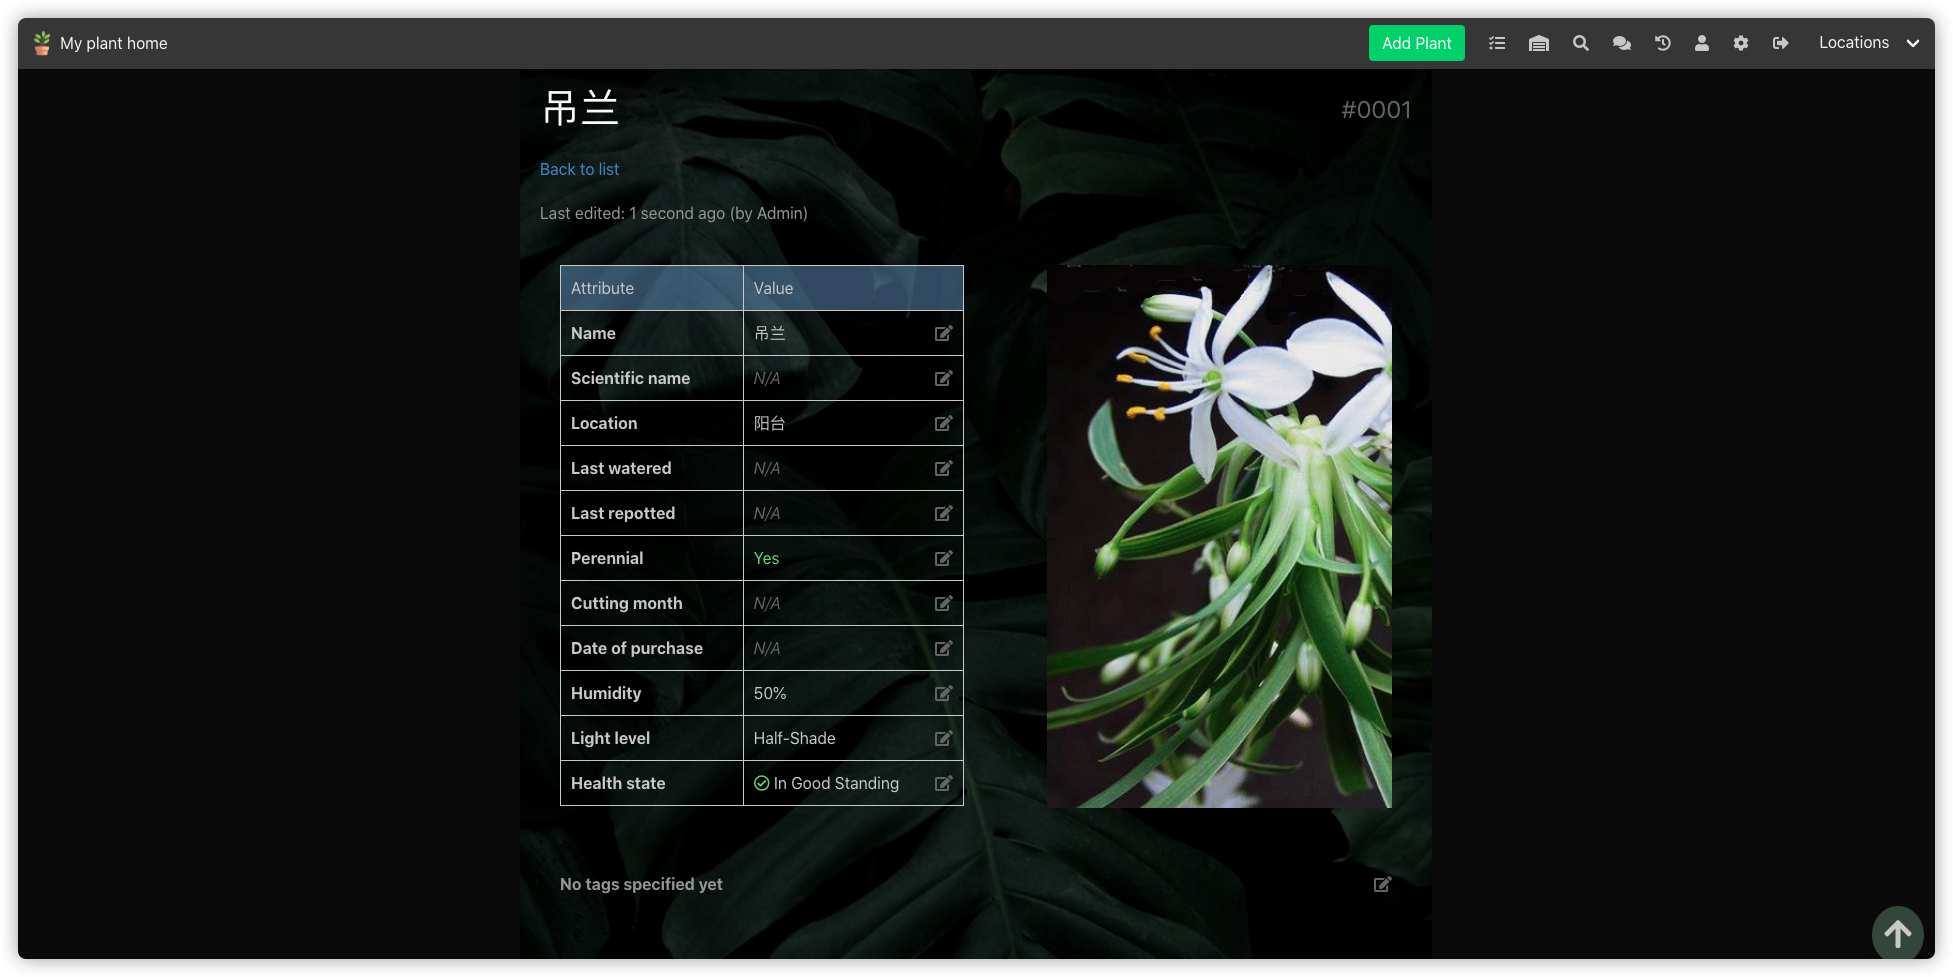 My plant home
Add Plant
Locations
吊兰
#0001
Back to list
Last edited: 1 second ago (by Admin)
Attribute Value
Name 吊兰
Scientific name N/A
Location 阳台
Last watered N/A
Last repotted N/A
Perennial Yes
Cutting month N/A
Date of purchase N/A
Humidity 50%
Light level Half-Shade
Health state In Good Standing
No tags specified yet